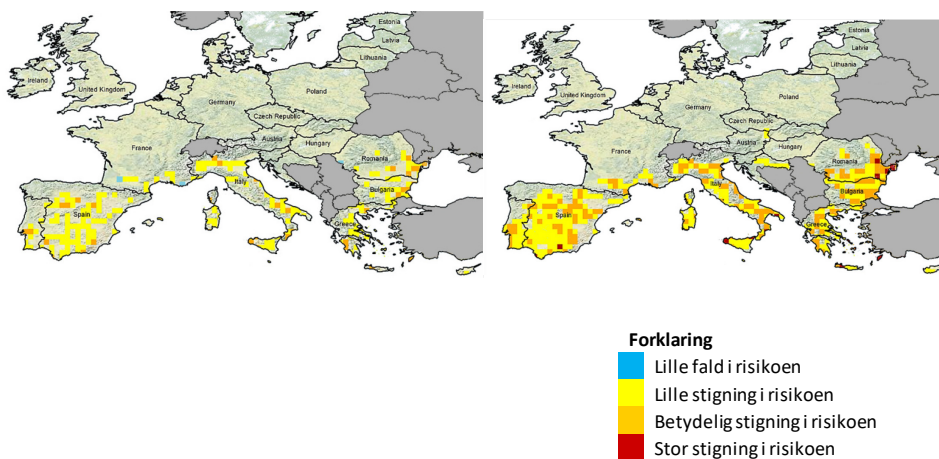 Estonia
Latvia
Lithuania
Ireland
United Kingdom
Germany
Poland
Czech Republic
Austria
Hungary
France
Romania
Italy
Bulgaria
Spain
Greece
Estonia
Latvia
Lithuania
Ireland
United Kingdom
Germany
Poland
Czech Republic
Austria
Hungary
France
Romania
Italy
Bulgaria
Spain
Greece
Forklaring
Lille fald i risikoen
Lille stigning i risikoen
Betydelig stigning i risikoen
Stor stigning i risikoen